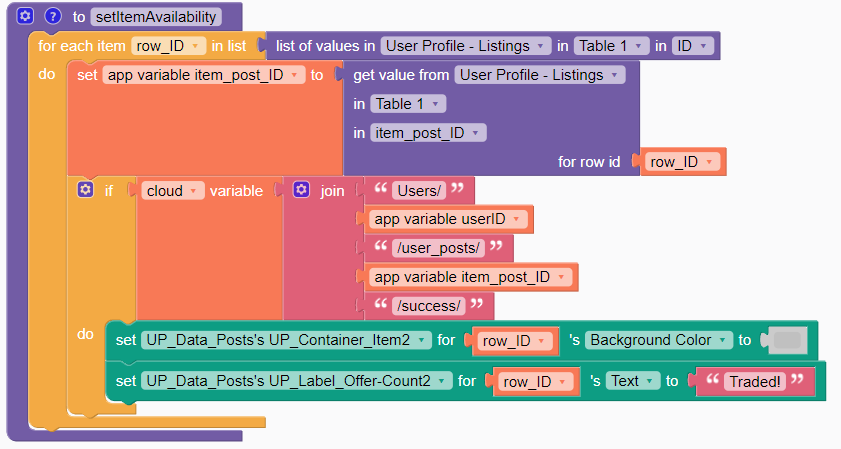 ? to setItemAvailability
for each item row_ID in list list of values in User Profile - Listings in Table 1 in ID
do set app variable item_post_ID to get value from User Profile - Listings
in Table 1
in item_post_ID
for row id row_ID
if cloud variable join “ Users/ ”
app variable userID
“ /user_posts/ ”
app variable item_post_ID
“ /success/ ”
do set UP_Data_Posts's UP_Container_Item2 for row_ID 's Background Color to
set UP_Data_Posts's UP_Label_Offer-Count2 for row_ID 's Text to “ Traded! ”